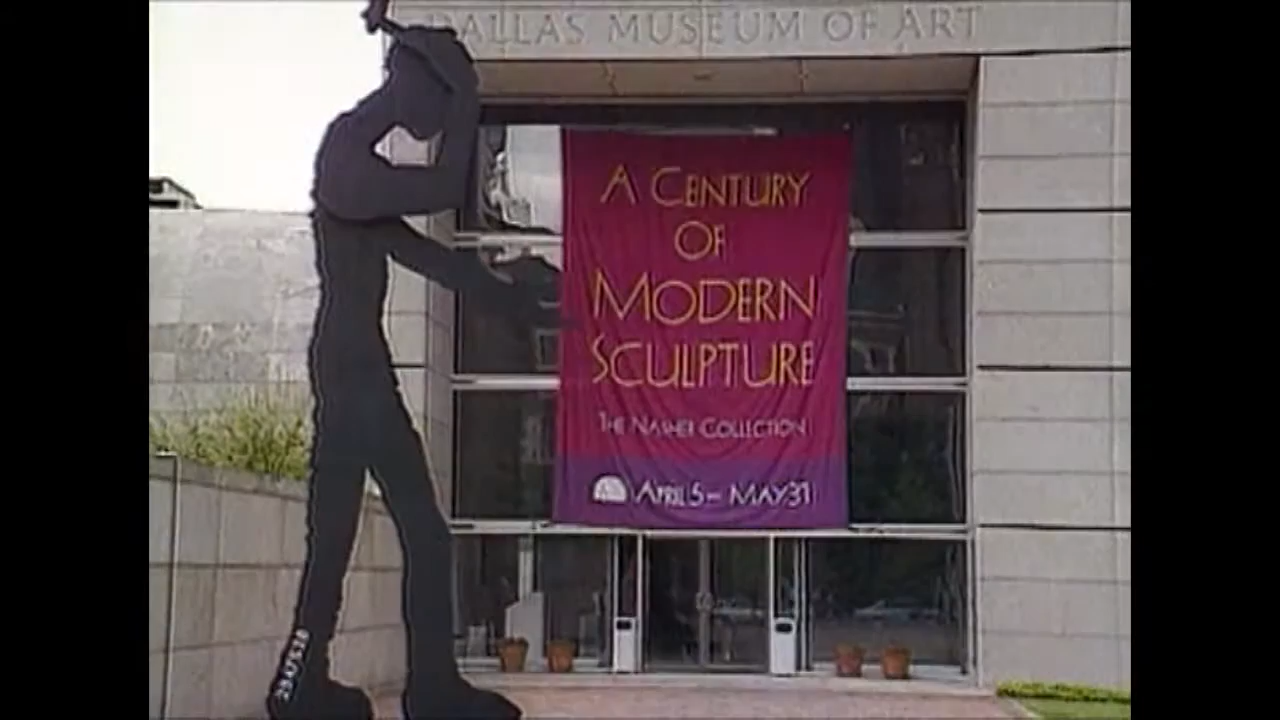 DALLAS MUSEUM OF ART
A CENTURY
OF
MODERN
SCULPTURE
THE NASHER COLLECTION
APRIL 5 – MAY 31